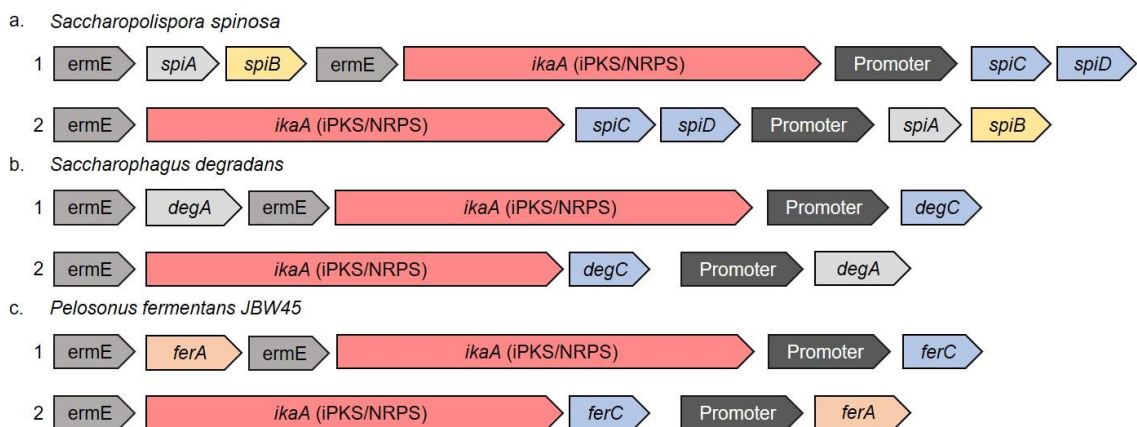 a. Saccharopolispora spinosa
1 ermE spiA spiB ermE ikaA (iPKS/NRPS) Promoter spiC spiD
2 ermE ikaA (iPKS/NRPS) spiC spiD Promoter spiA spiB
b. Saccharophagus degradans
1 ermE degA ermE ikaA (iPKS/NRPS) Promoter degC
2 ermE ikaA (iPKS/NRPS) degC Promoter degA
c. Pelosonus fermentans JBW45
1 ermE ferA ermE ikaA (iPKS/NRPS) Promoter ferC
2 ermE ikaA (iPKS/NRPS) ferC Promoter ferA